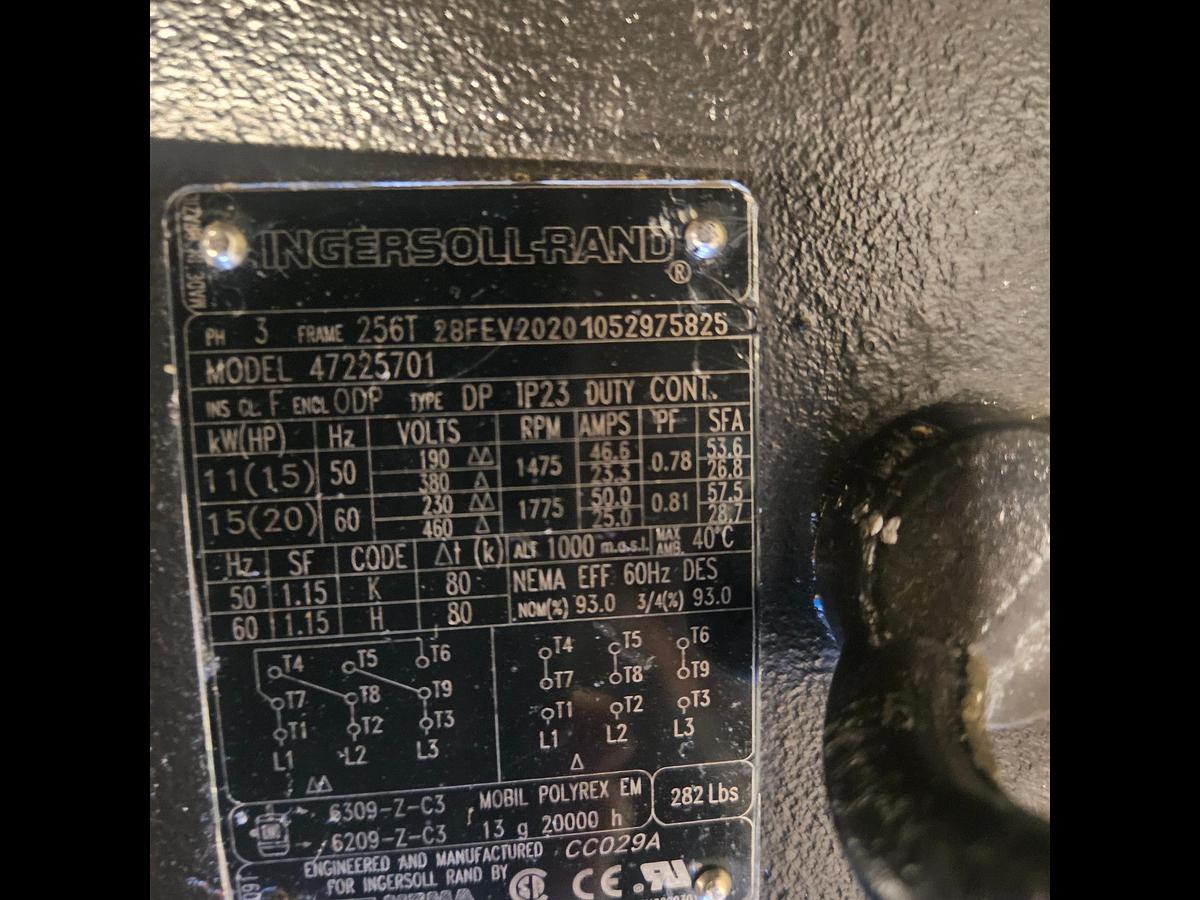 MADE IN BRAZIL
INGERSOLL-RAND®
PH 3 FRAME 256T 28FEV2020 1052975825
MODEL 47225701
INS CL. F ENCL ODP TYPE DP IP23 DUTY CONT.
kW(HP) Hz VOLTS RPM AMPS PF SFA
11(15) 50 190 ΔΔ 1475 46.6 0.78 53.6
380 Δ 23.3 26.8
15(20) 60 230 ΔΔ 1775 50.0 0.81 57.5
460 Δ 25.0 28.7
Hz SF CODE Δt (k) ALT 1000 m.a.s.l. MAX AMB. 40°C
50 1.15 K 80 NEMA EFF 60Hz DES
60 1.15 H 80 NOM(%) 93.0 3/4(%) 93.0
T4 T5 T6 T4 T5 T6
T7 T8 T9 T7 T8 T9
T1 T2 T3 T1 T2 T3
L1 L2 L3 L1 L2 L3
ΔΔ Δ
6309-Z-C3 MOBIL POLYREX EM 282 Lbs
6209-Z-C3 13 g 20000 h
ENGINEERED AND MANUFACTURED CC029A
FOR INGERSOLL RAND BY
CE